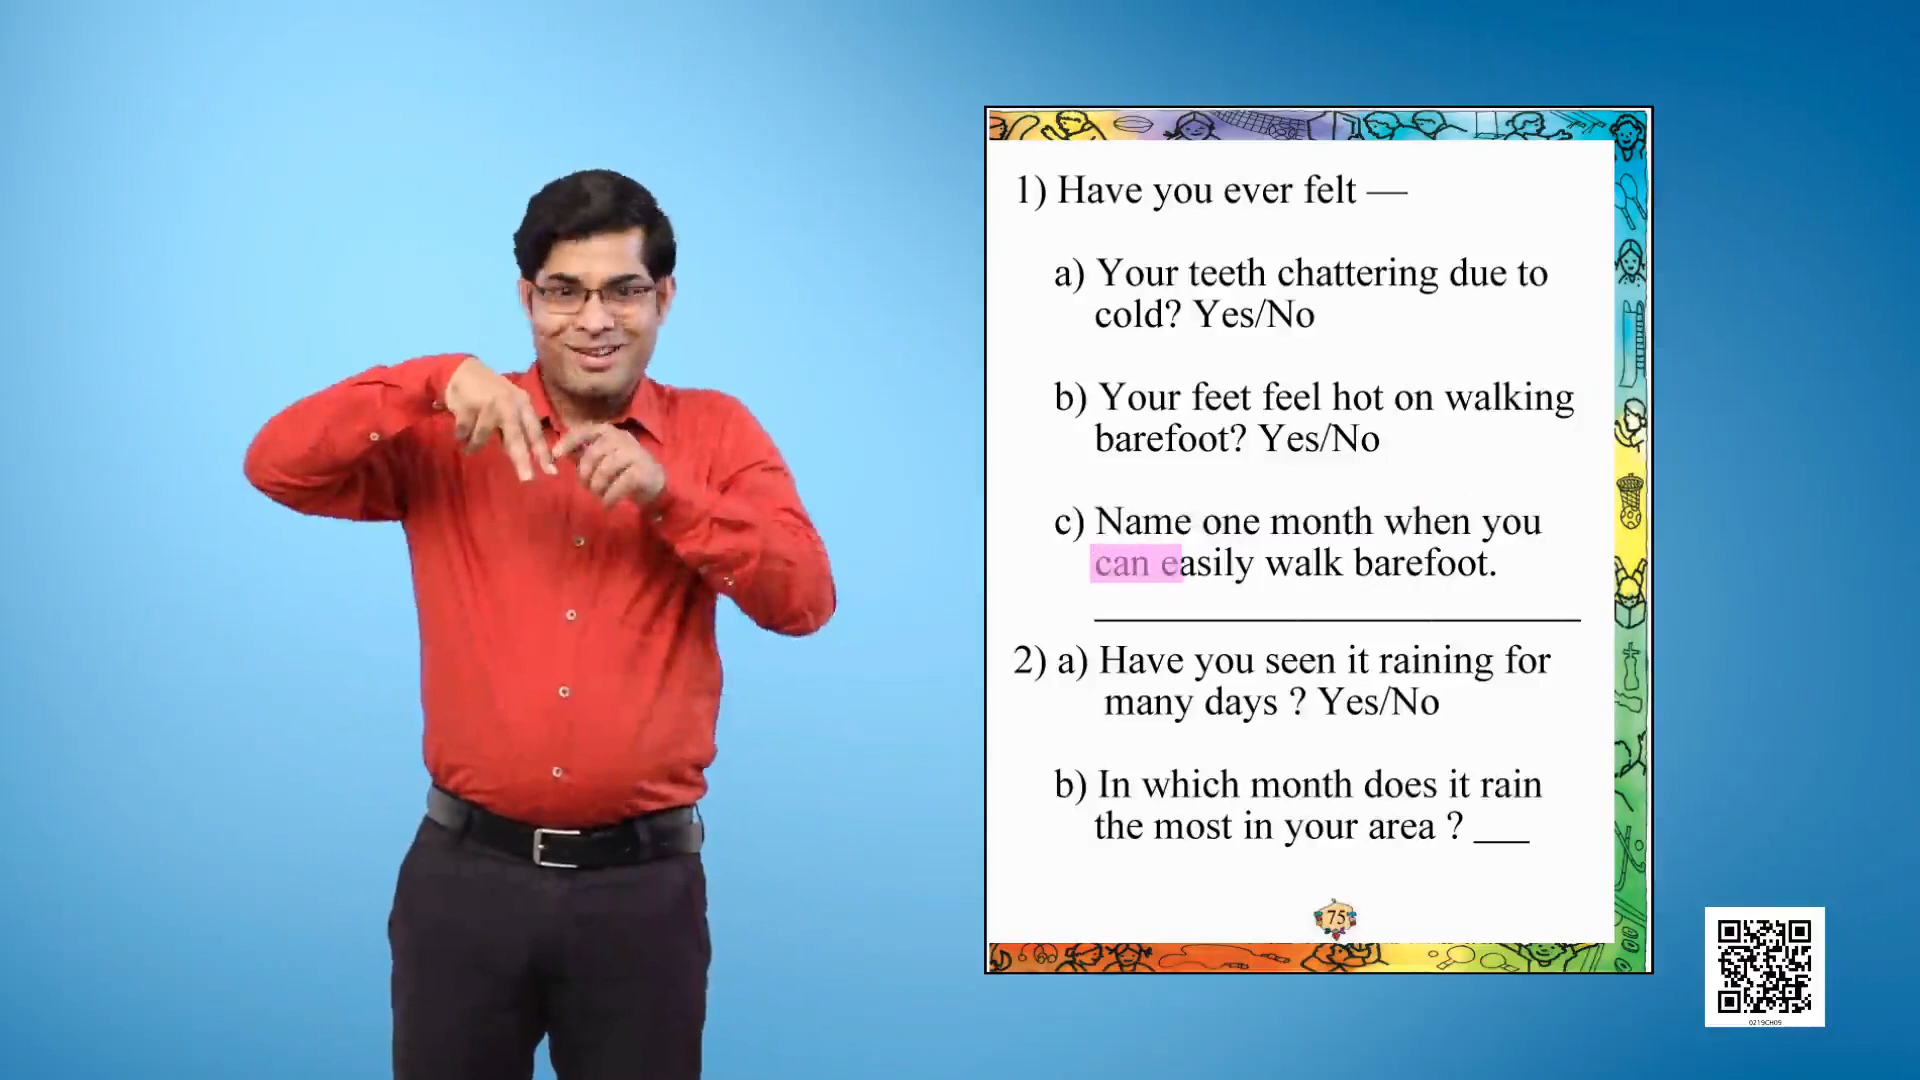 1) Have you ever felt —
a) Your teeth chattering due to
cold? Yes/No
b) Your feet feel hot on walking
barefoot? Yes/No
c) Name one month when you
can easily walk barefoot.
2) a) Have you seen it raining for
many days ? Yes/No
b) In which month does it rain
the most in your area ? ___
75
0219CH09